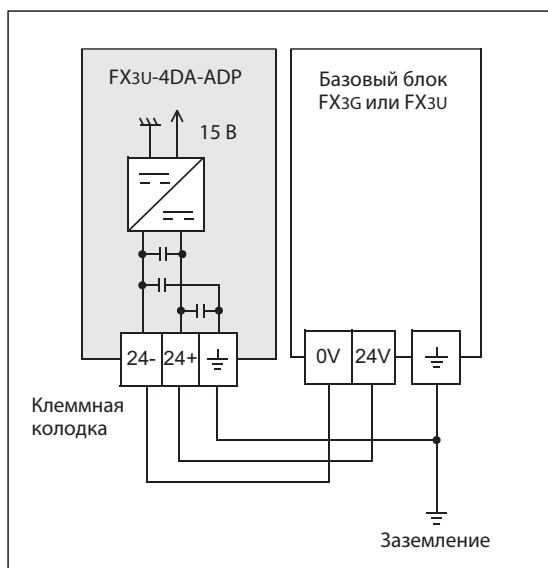 FX3U-4DA-ADP
15 В
Базовый блок
FX3G или FX3U
24- 24+
0V 24V
Клеммная
колодка
Заземление